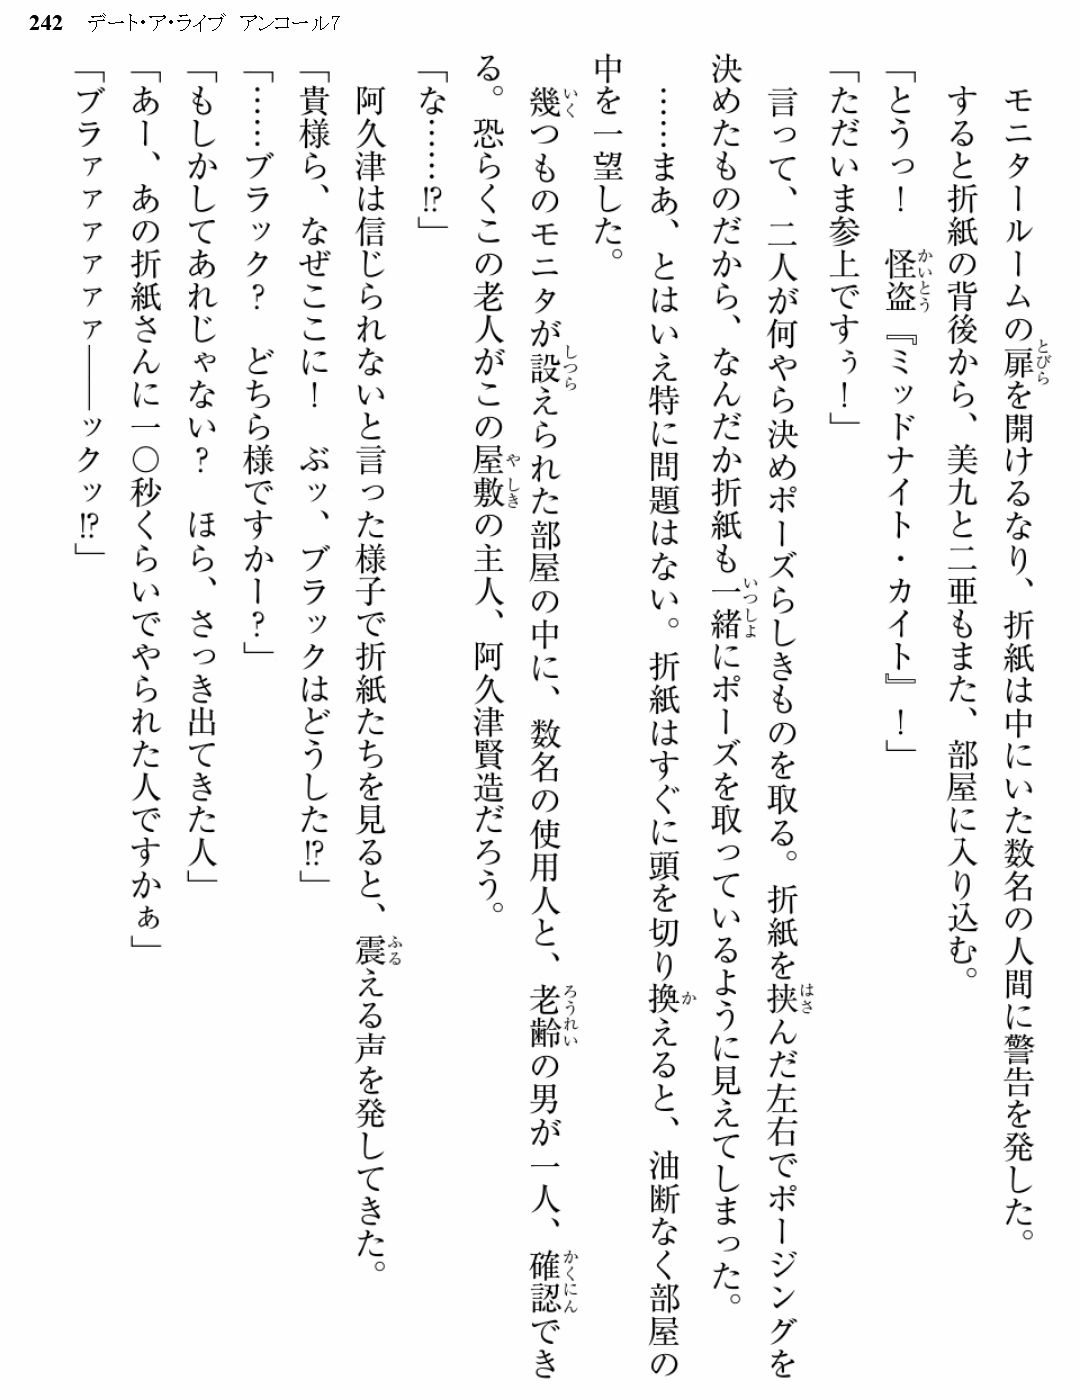 242 デート・ア・ライブ アンコール7
モニタールームの扉を開けるなり、折紙は中にいた数名の人間に警告を発した。
すると折紙の背後から、美九と二亜もまた、部屋に入り込む。
「とうっ！　怪盗『ミッドナイト・カイト』！」
「ただいま参上ですぅ！」
言って、二人が何やら決めポーズらしきものを取る。折紙を挟んだ左右でポージングを
決めたものだから、なんだか折紙も一緒にポーズを取っているように見えてしまった。
……まあ、とはいえ特に問題はない。折紙はすぐに頭を切り換えると、油断なく部屋の
中を一望した。
幾つものモニタが設えられた部屋の中に、数名の使用人と、老齢の男が一人、確認でき
る。恐らくこの老人がこの屋敷の主人、阿久津賢造だろう。
「な……⁉」
阿久津は信じられないと言った様子で折紙たちを見ると、震える声を発してきた。
「貴様ら、なぜここに！　ぶッ、ブラックはどうした⁉」
「……ブラック？　どちら様ですかー？」
「もしかしてあれじゃない？　ほら、さっき出てきた人」
「あー、あの折紙さんに一〇秒くらいでやられた人ですかぁ」
「ブラァァァァァァ――ックッ⁉」